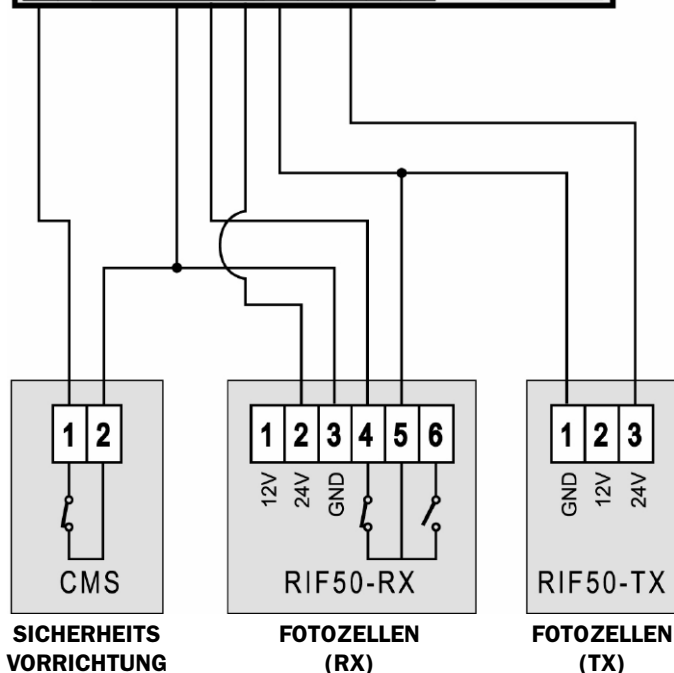 1 2
1 2 3 4 5 6
1 2 3
12V 24V GND
GND 12V 24V
CMS
RIF50-RX
RIF50-TX
SICHERHEITS
VORRICHTUNG
FOTOZELLEN
(RX)
FOTOZELLEN
(TX)